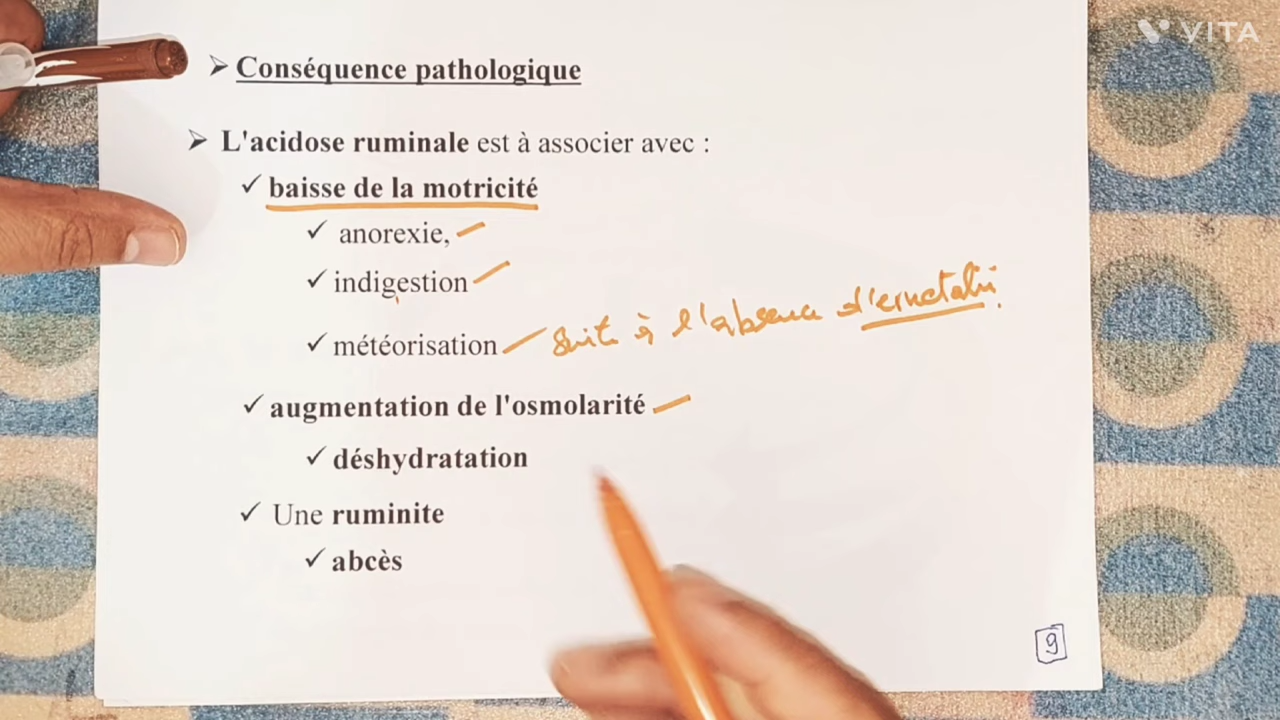 VITA
➢ Conséquence pathologique
➢ L'acidose ruminale est à associer avec :
✓ baisse de la motricité
✓ anorexie,
✓ indigestion
✓ météorisation suite à l'absence d'eructation.
✓ augmentation de l'osmolarité
✓ déshydratation
✓ Une ruminite
✓ abcès
9